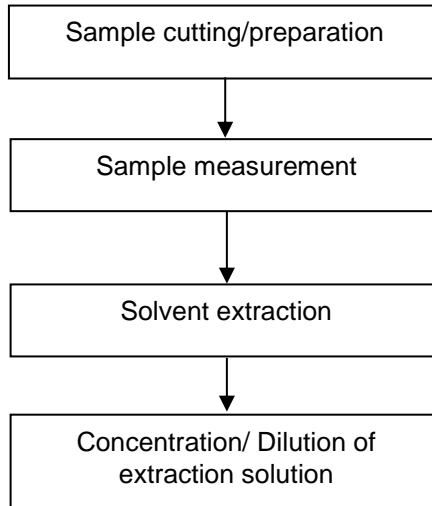 Sample cutting/preparation
Sample measurement
Solvent extraction
Concentration/ Dilution of
extraction solution